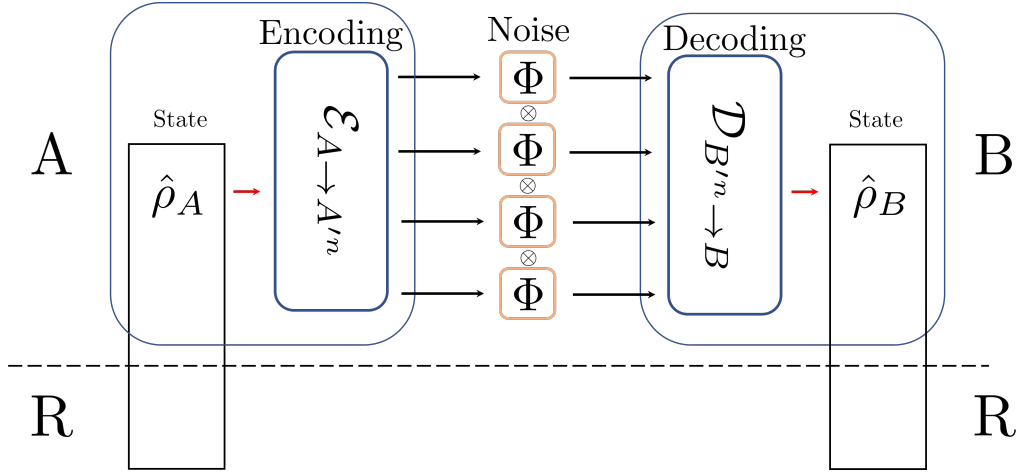 Encoding
Noise
Decoding
State
State
A
B
ρ̂_A
ℰ_{A→A′ⁿ}
Φ
⊗
Φ
⊗
Φ
⊗
Φ
𝒟_{B′ⁿ→B}
ρ̂_B
R
R